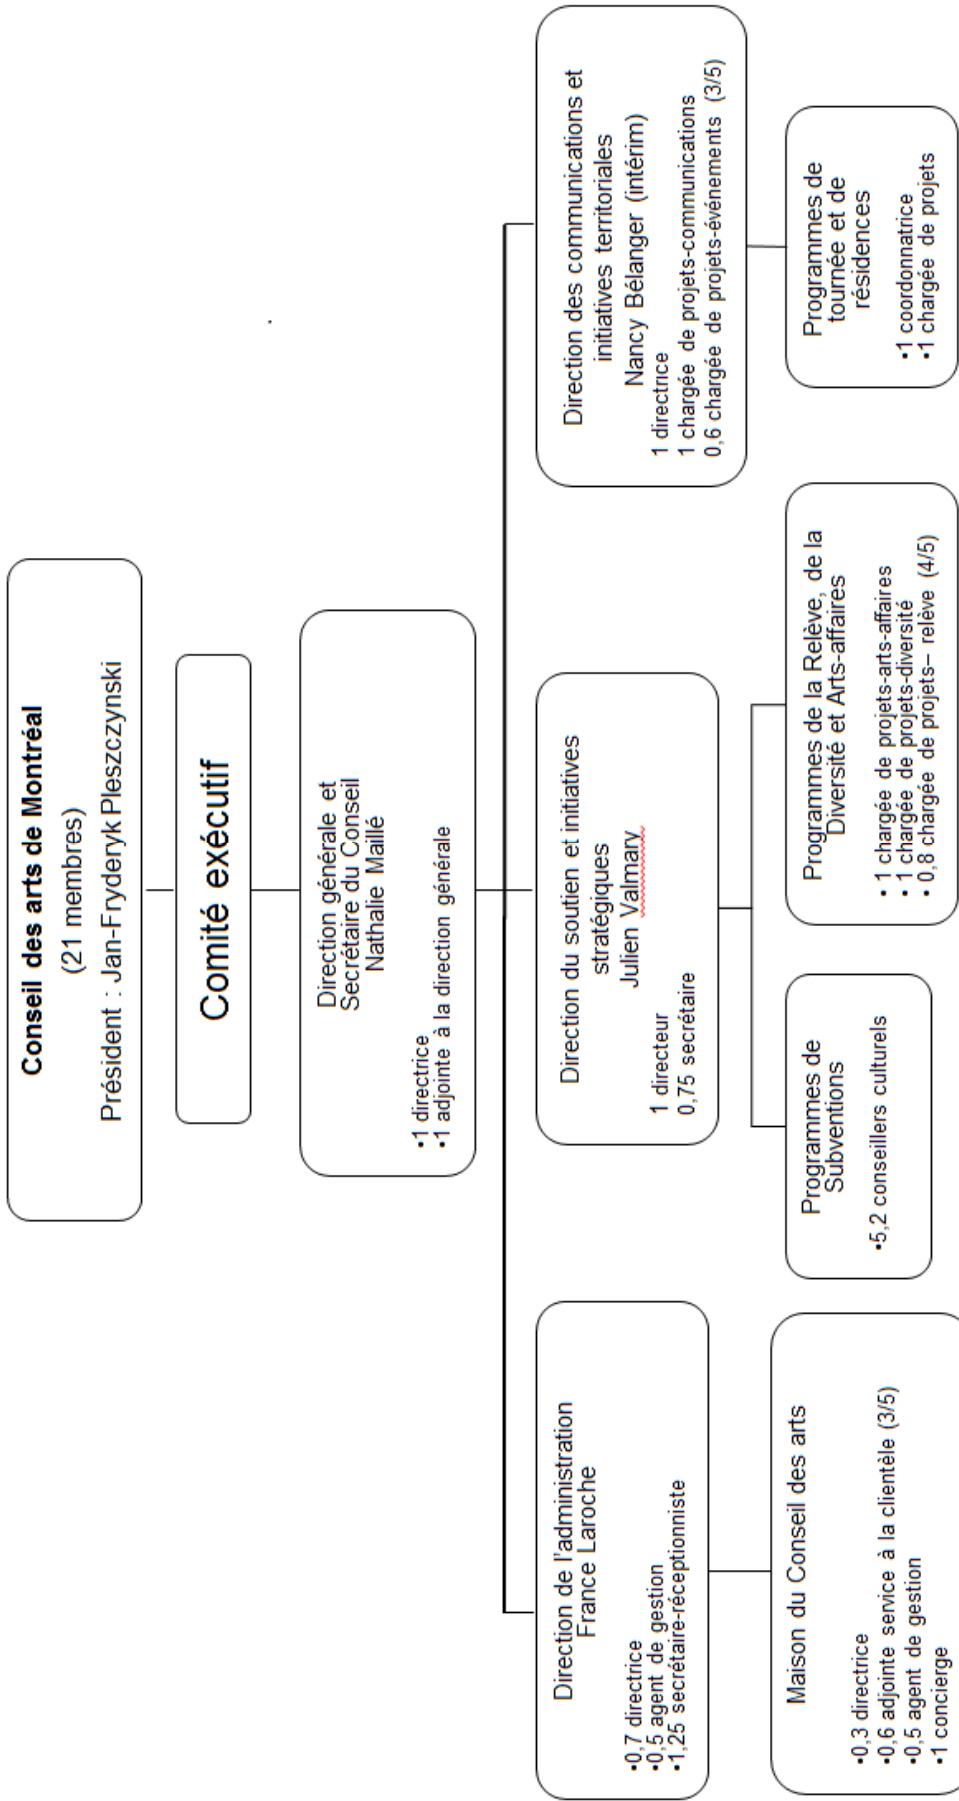 Conseil des arts de Montréal
(21 membres)
Président : Jan-Fryderyk Pleszczynski
Comité exécutif
Direction générale et
Secrétaire du Conseil
Nathalie Maillé
•1 directrice
•1 adjointe à la direction générale
Direction de l'administration
France Laroche
•0,7 directrice
•0,5 agent de gestion
•1,25 secrétaire-réceptionniste
Maison du Conseil des arts
•0,3 directrice
•0,6 adjointe service à la clientèle (3/5)
•0,5 agent de gestion
•1 concierge
Direction du soutien et initiatives
stratégiques
Julien Valmary
1 directeur
0,75 secrétaire
Programmes de
Subventions
•5,2 conseillers culturels
Programmes de la Relève, de la
Diversité et Arts-affaires
• 1 chargée de projets-arts-affaires
• 1 chargée de projets-diversité
• 0,8 chargée de projets– relève (4/5)
Direction des communications et
initiatives territoriales
Nancy Bélanger (intérim)
1 directrice
1 chargée de projets-communications
0,6 chargée de projets-événements (3/5)
Programmes de
tournée et de
résidences
•1 coordonnatrice
•1 chargée de projets